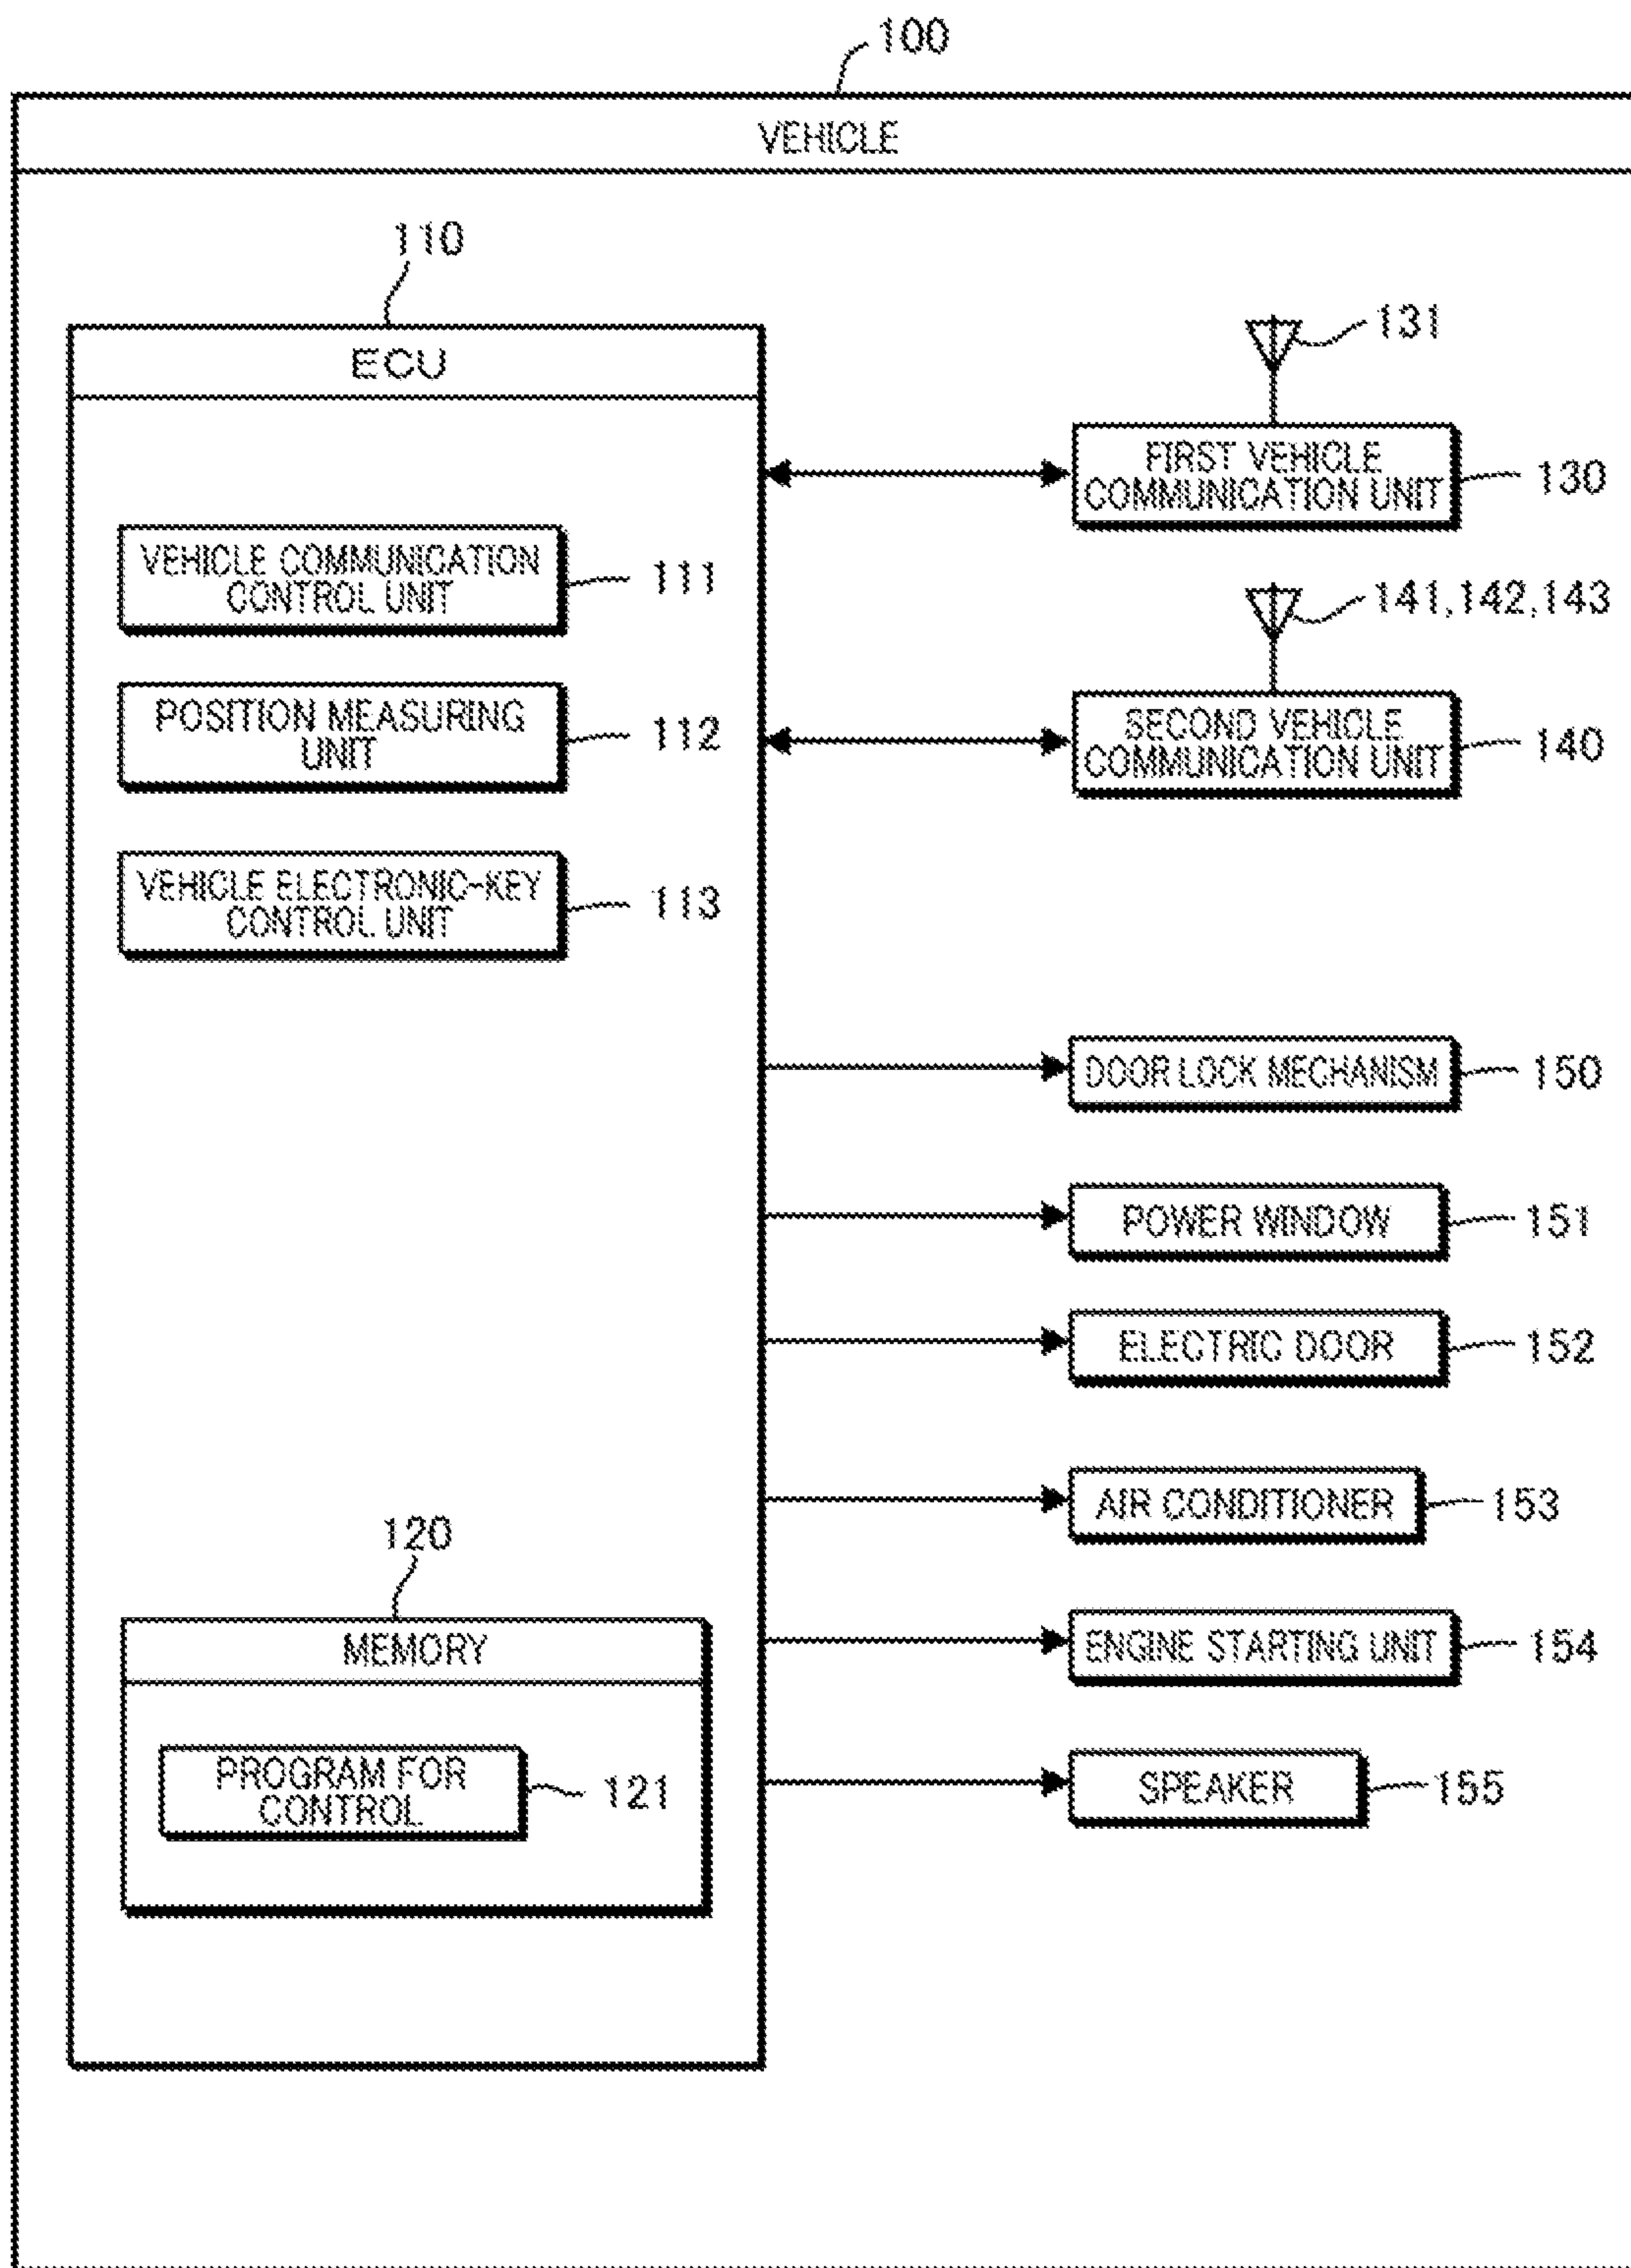 100
VEHICLE
110
ECU
131
FIRST VEHICLE
COMMUNICATION UNIT
130
VEHICLE COMMUNICATION
CONTROL UNIT
111
141,142,143
POSITION MEASURING
UNIT
112
SECOND VEHICLE
COMMUNICATION UNIT
140
VEHICLE ELECTRONIC-KEY
CONTROL UNIT
113
DOOR LOCK MECHANISM
150
POWER WINDOW
151
ELECTRIC DOOR
152
AIR CONDITIONER
153
120
MEMORY
ENGINE STARTING UNIT
154
PROGRAM FOR
CONTROL
121
SPEAKER
155